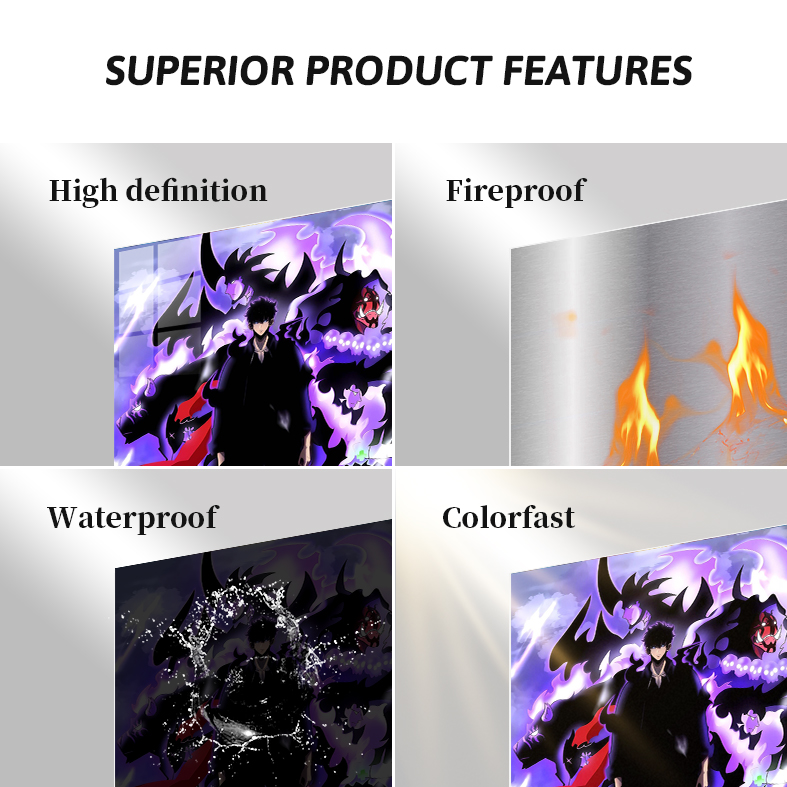 SUPERIOR PRODUCT FEATURES
High definition
Fireproof
Waterproof
Colorfast